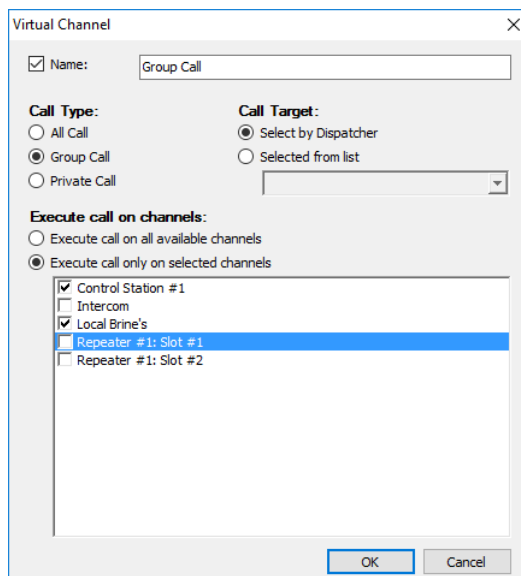 Virtual Channel
Name: Group Call
Call Type: Call Target:
All Call Select by Dispatcher
Group Call Selected from list
Private Call
Execute call on channels:
Execute call on all available channels
Execute call only on selected channels
Control Station #1
Intercom
Local Brine's
Repeater #1: Slot #1
Repeater #1: Slot #2
OK Cancel